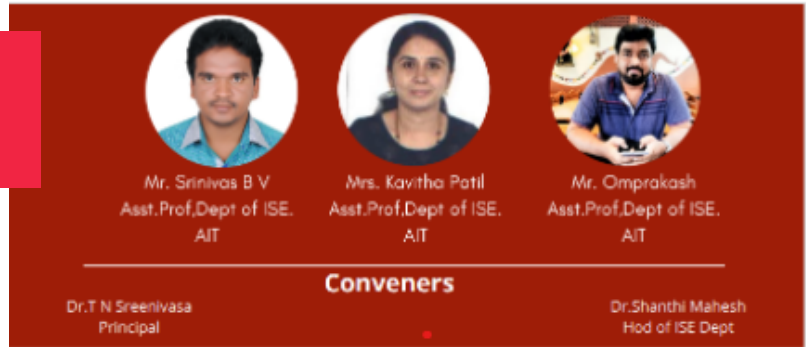 Mr. Srinivas B V
Asst.Prof,Dept of ISE.
AIT
Mrs. Kavitha Patil
Asst.Prof,Dept of ISE.
AIT
Mr. Omprakash
Asst.Prof,Dept of ISE.
AIT
Conveners
Dr.T N Sreenivasa
Principal
Dr.Shanthi Mahesh
Hod of ISE Dept